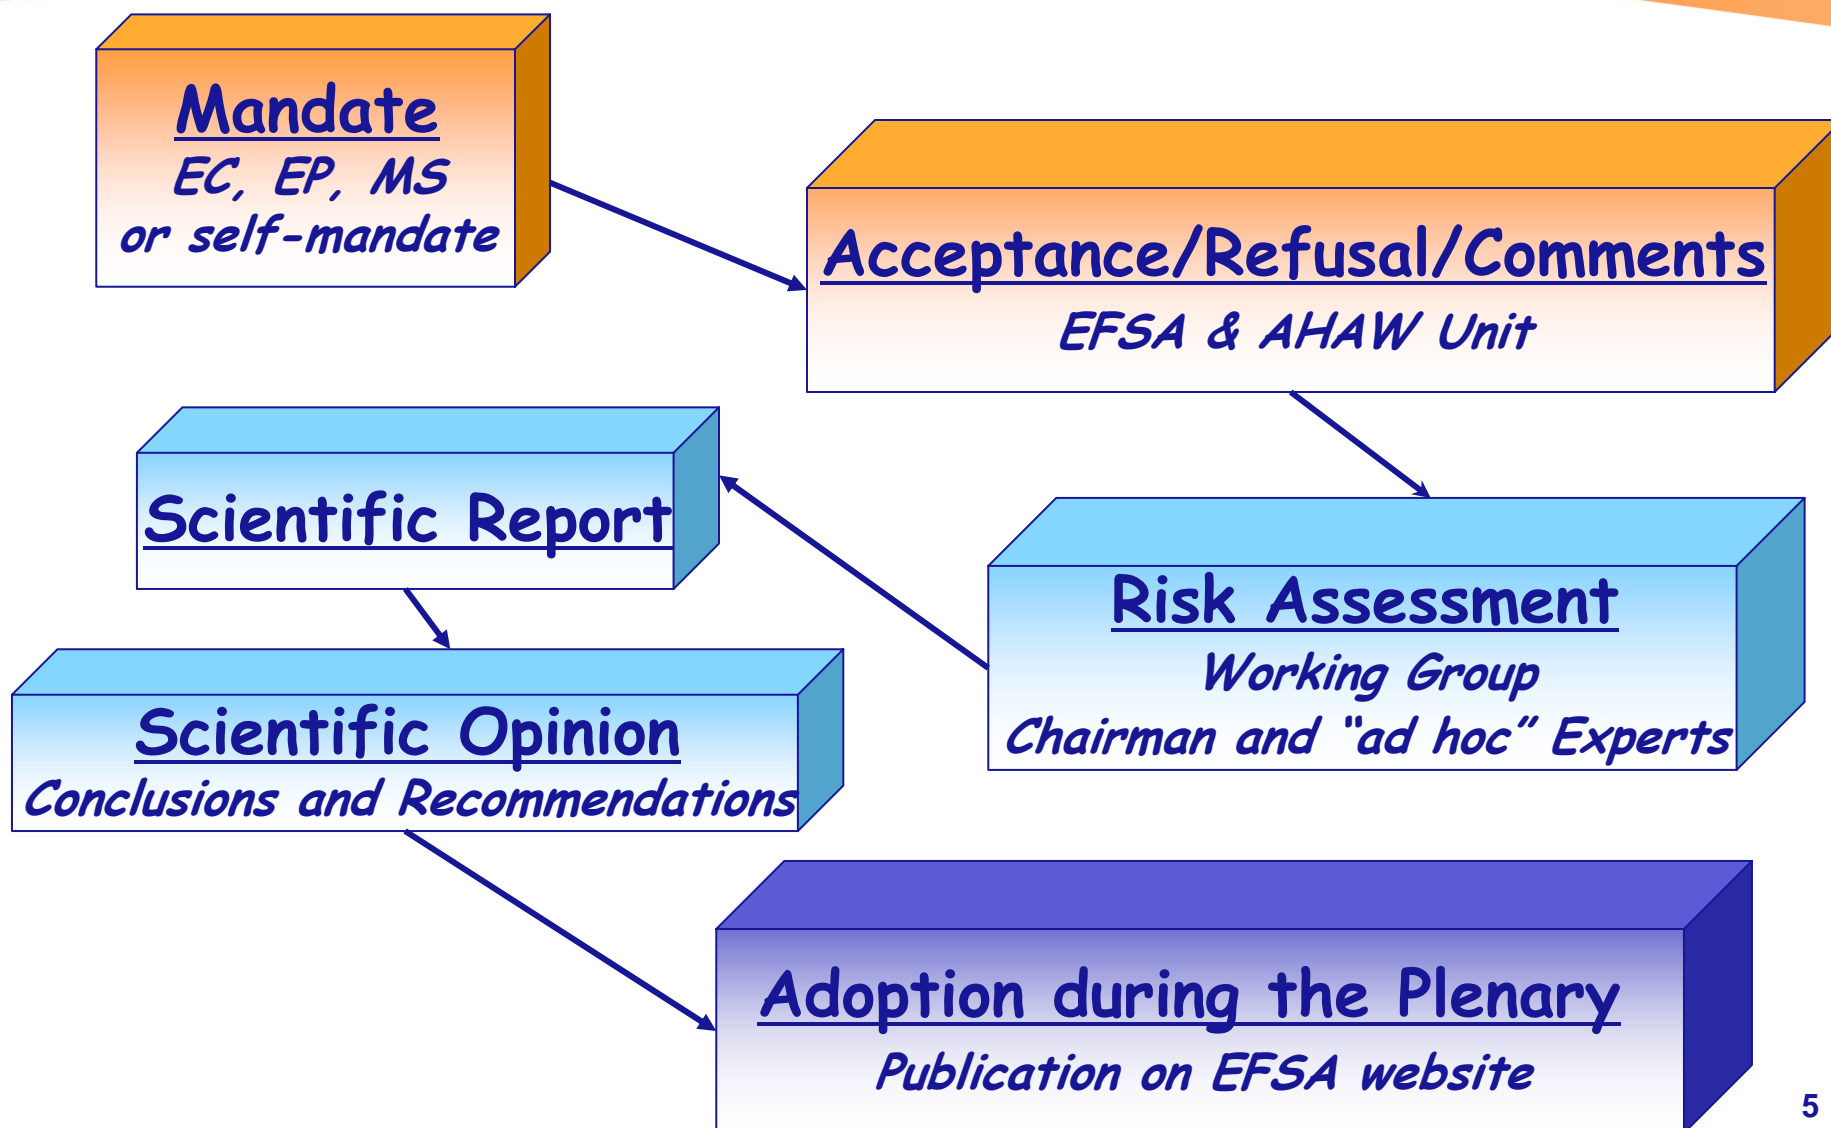 Mandate
EC, EP, MS
or self-mandate
Acceptance/Refusal/Comments
EFSA & AHAW Unit
Risk Assessment
Working Group
Chairman and “ad hoc” Experts
Scientific Report
Scientific Opinion
Conclusions and Recommendations
Adoption during the Plenary
Publication on EFSA website
5